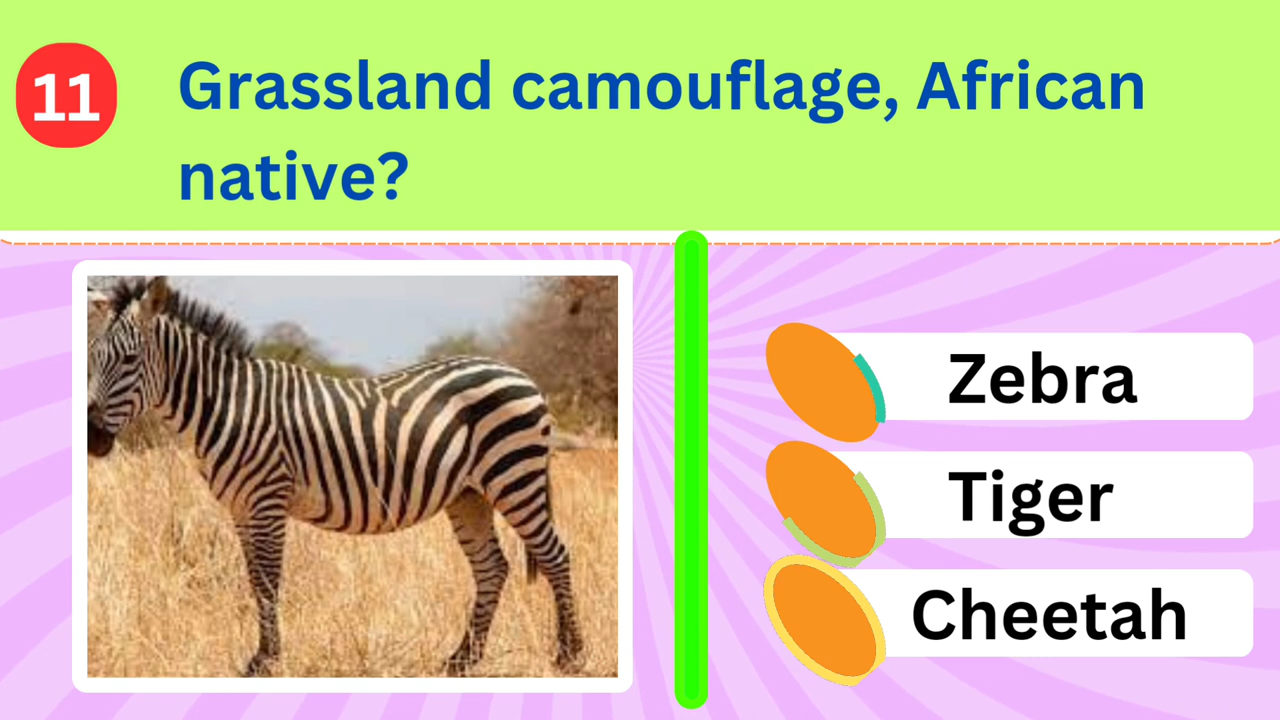 11
Grassland camouflage, African
native?
Zebra
Tiger
Cheetah